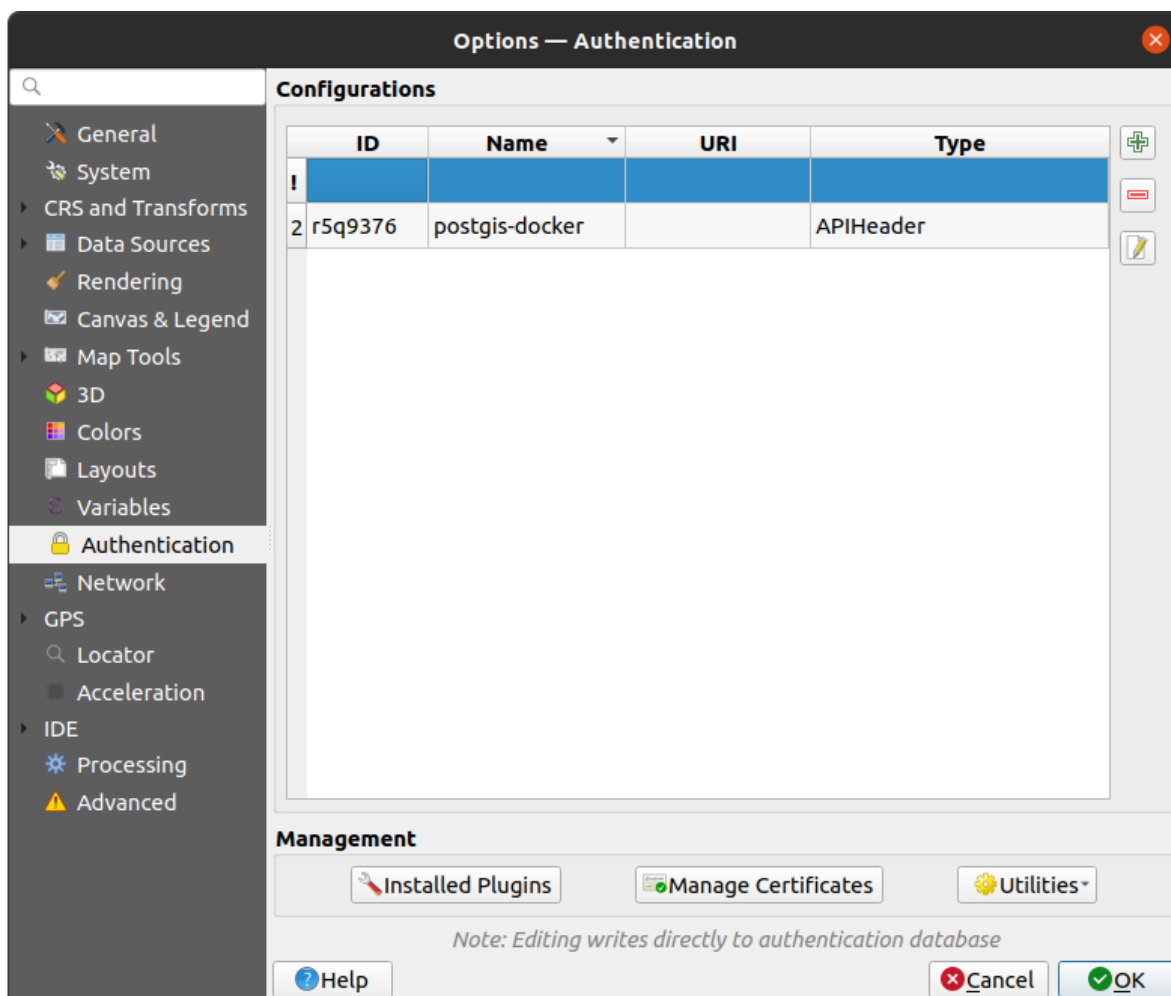 Options — Authentication
Configurations
General
System
CRS and Transforms
Data Sources
Rendering
Canvas & Legend
Map Tools
3D
Colors
Layouts
Variables
Authentication
Network
GPS
Locator
Acceleration
IDE
Processing
Advanced
ID Name URI Type
!
2 r5q9376 postgis-docker APIHeader
Management
Installed Plugins Manage Certificates Utilities
Note: Editing writes directly to authentication database
Help Cancel OK